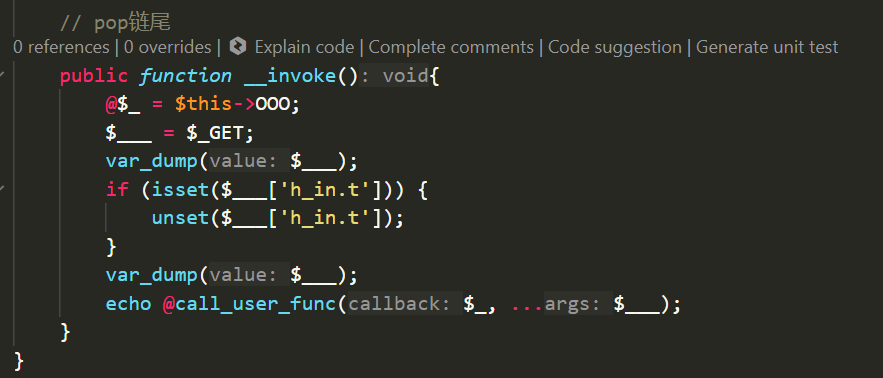 // pop链尾
0 references | 0 overrides | Explain code | Complete comments | Code suggestion | Generate unit test
public function __invoke(): void{
@$_ = $this->OOO;
$___ = $_GET;
var_dump(value: $___);
if (isset($___['h_in.t'])) {
unset($___['h_in.t']);
}
var_dump(value: $___);
echo @call_user_func(callback: $_, ...args: $___);
}
}